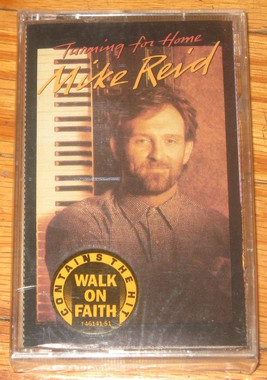 Turning for Home
Mike Reid
CONTAINS THE HIT
WALK
ON
FAITH